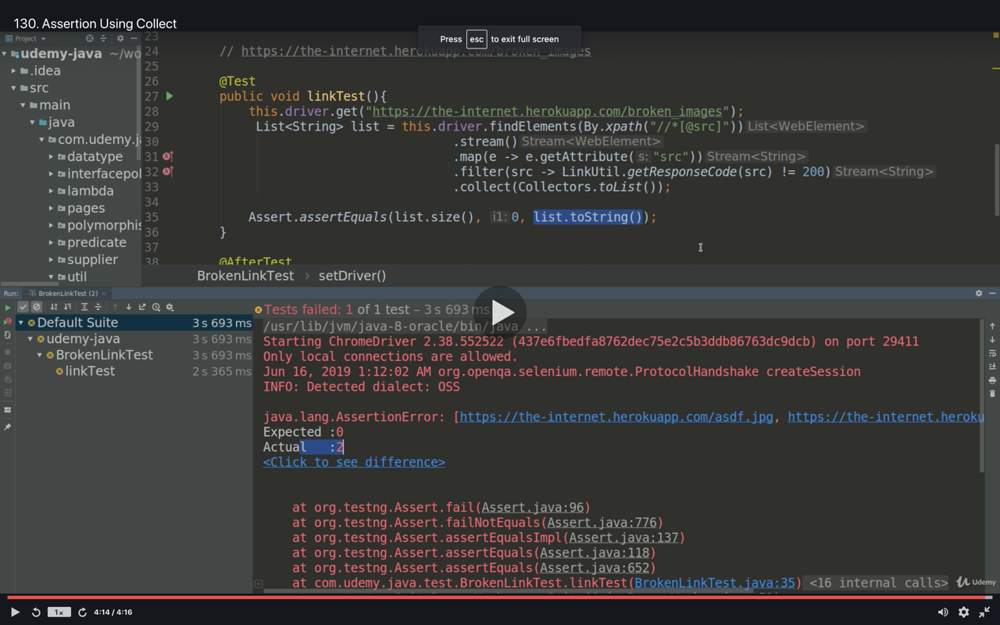 130. Assertion Using Collect
Press esc to exit full screen
Project
udemy-java ~/wo
.idea
src
main
java
com.udemy.ja
datatype
interfacepol
lambda
pages
polymorphis
predicate
supplier
util
23
24 // https://the-internet.herokuapp.com/broken_images
25
26 @Test
27 public void linkTest(){
28 this.driver.get("https://the-internet.herokuapp.com/broken_images");
29 List<String> list = this.driver.findElements(By.xpath("//*[@src]")) List<WebElement>
30 .stream() Stream<WebElement>
31 .map(e -> e.getAttribute( s: "src")) Stream<String>
32 .filter(src -> LinkUtil.getResponseCode(src) != 200) Stream<String>
33 .collect(Collectors.toList());
34
35 Assert.assertEquals(list.size(), i1: 0, list.toString());
36 }
37
38 @AfterTest
BrokenLinkTest › setDriver()
Run: BrokenLinkTest (2)
Tests failed: 1 of 1 test – 3 s 693 ms
Default Suite 3 s 693 ms
udemy-java 3 s 693 ms
BrokenLinkTest 3 s 693 ms
linkTest 2 s 365 ms
/usr/lib/jvm/java-8-oracle/bin/java ...
Starting ChromeDriver 2.38.552522 (437e6fbedfa8762dec75e2c5b3ddb86763dc9dcb) on port 29411
Only local connections are allowed.
Jun 16, 2019 1:12:02 AM org.openqa.selenium.remote.ProtocolHandshake createSession
INFO: Detected dialect: OSS
java.lang.AssertionError: [https://the-internet.herokuapp.com/asdf.jpg, https://the-internet.heroku
Expected :0
Actual :2
<Click to see difference>
at org.testng.Assert.fail(Assert.java:96)
at org.testng.Assert.failNotEquals(Assert.java:776)
at org.testng.Assert.assertEqualsImpl(Assert.java:137)
at org.testng.Assert.assertEquals(Assert.java:118)
at org.testng.Assert.assertEquals(Assert.java:652)
at com.udemy.java.test.BrokenLinkTest.linkTest(BrokenLinkTest.java:35) <16 internal calls>
Udemy
1x 4:14 / 4:16